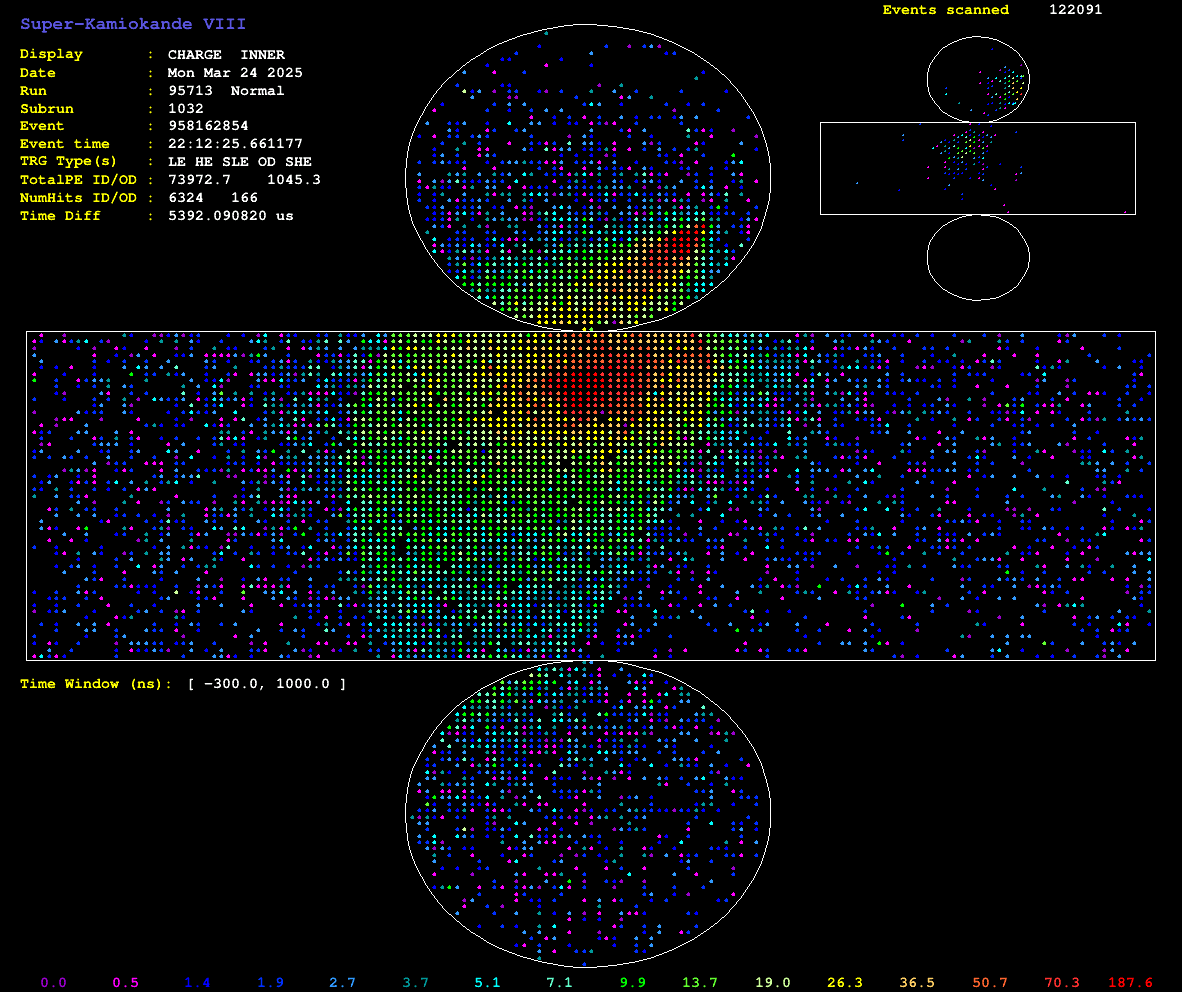 Super-Kamiokande VIII
Events scanned 122091
Display : CHARGE INNER
Date : Mon Mar 24 2025
Run : 95713 Normal
Subrun : 1032
Event : 958162854
Event time : 22:12:25.661177
TRG Type(s) : LE HE SLE OD SHE
TotalPE ID/OD : 73972.7 1045.3
NumHits ID/OD : 6324 166
Time Diff : 5392.090820 us
Time Window (ns): [ -300.0, 1000.0 ]
0.0 0.5 1.4 1.9 2.7 3.7 5.1 7.1 9.9 13.7 19.0 26.3 36.5 50.7 70.3 187.6